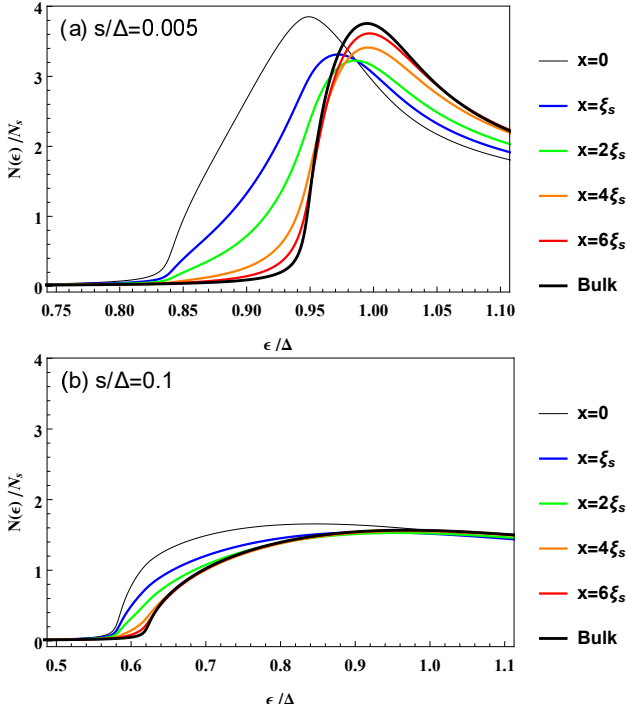 (a) s/Δ=0.005
N(ϵ)/Nₛ
4
3
2
1
0
0.75 0.80 0.85 0.90 0.95 1.00 1.05 1.10
ϵ/Δ
x=0
x=ξₛ
x=2ξₛ
x=4ξₛ
x=6ξₛ
Bulk
(b) s/Δ=0.1
N(ϵ)/Nₛ
4
3
2
1
0
0.5 0.6 0.7 0.8 0.9 1.0 1.1
ϵ/Δ
x=0
x=ξₛ
x=2ξₛ
x=4ξₛ
x=6ξₛ
Bulk